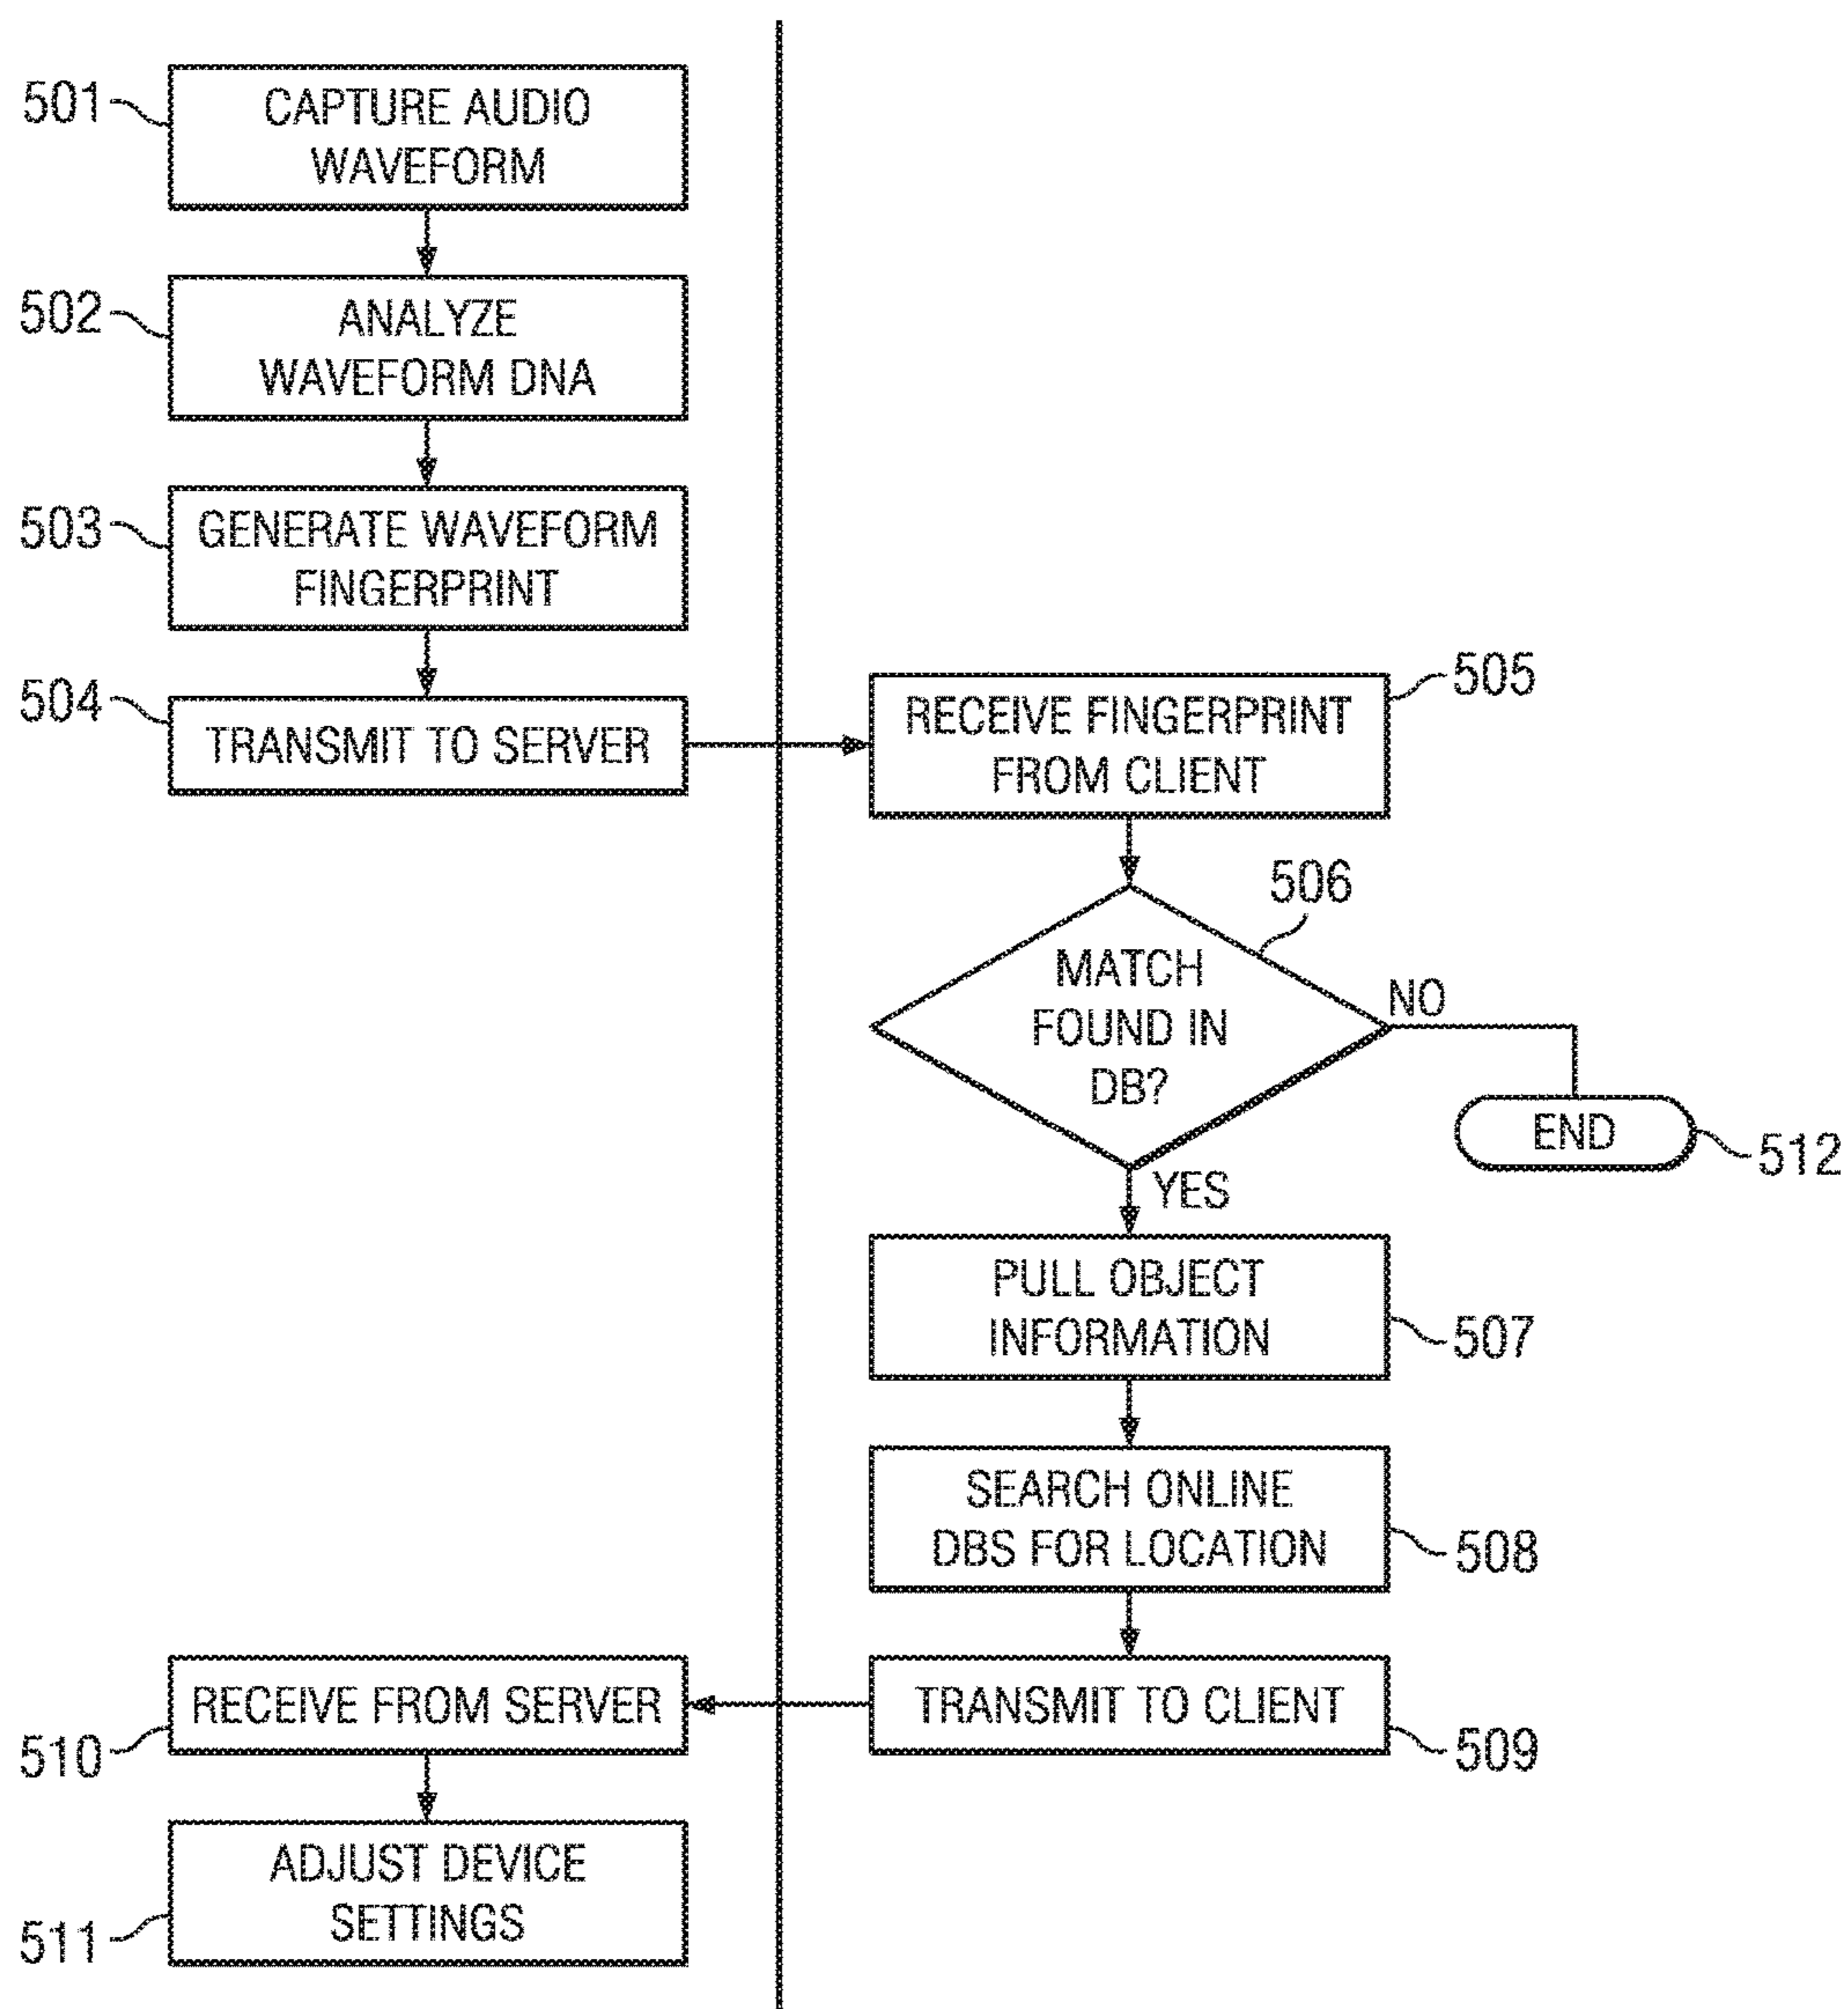 501
CAPTURE AUDIO
WAVEFORM
502
ANALYZE
WAVEFORM DNA
503
GENERATE WAVEFORM
FINGERPRINT
504
TRANSMIT TO SERVER
505
RECEIVE FINGERPRINT
FROM CLIENT
506
MATCH
FOUND IN
DB?
NO
END
512
YES
PULL OBJECT
INFORMATION
507
SEARCH ONLINE
DBS FOR LOCATION
508
TRANSMIT TO CLIENT
509
RECEIVE FROM SERVER
510
ADJUST DEVICE
SETTINGS
511